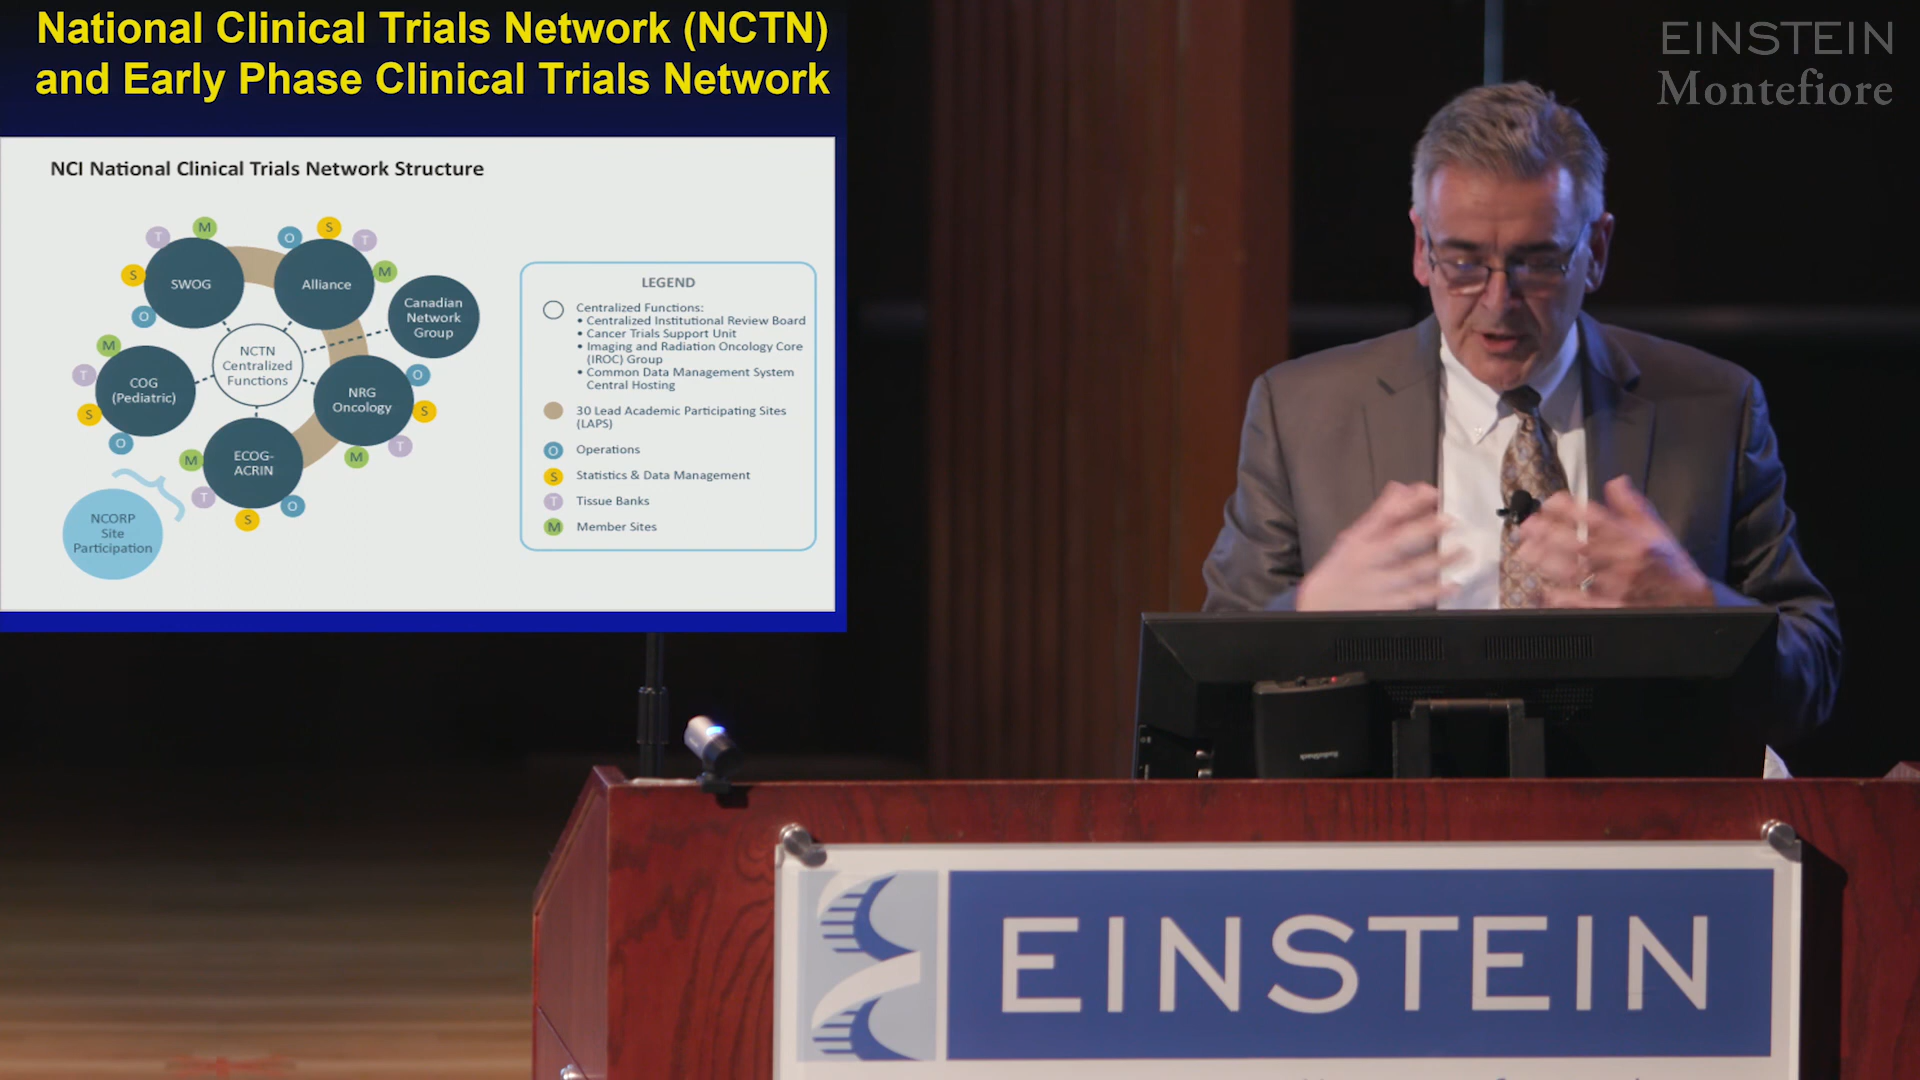 National Clinical Trials Network (NCTN)
and Early Phase Clinical Trials Network
NCI National Clinical Trials Network Structure
T
M
S
O
SWOG
O
S
T
M
Alliance
Canadian
Network
Group
NCTN
Centralized
Functions
M
T
S
O
COG
(Pediatric)
O
S
T
M
NRG
Oncology
M
T
S
O
ECOG-
ACRIN
NCORP
Site
Participation
LEGEND
Centralized Functions:
• Centralized Institutional Review Board
• Cancer Trials Support Unit
• Imaging and Radiation Oncology Core
(IROC) Group
• Common Data Management System
Central Hosting
30 Lead Academic Participating Sites
(LAPS)
O Operations
S Statistics & Data Management
T Tissue Banks
M Member Sites
EINSTEIN
Montefiore
EINSTEIN